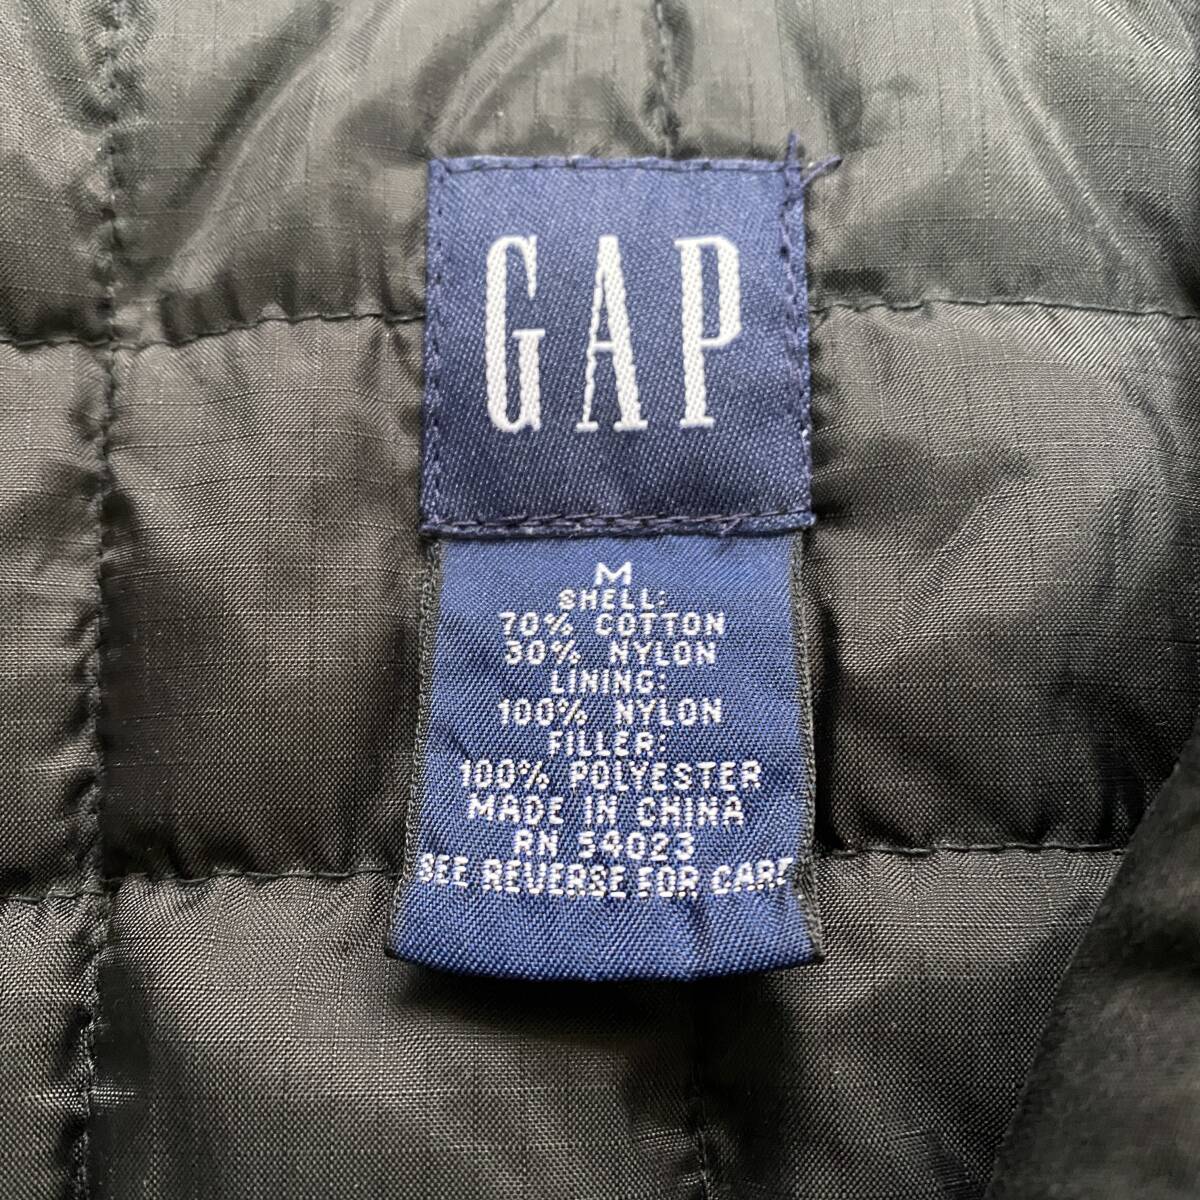 GAP
M
SHELL:
70% COTTON
30% NYLON
LINING:
100% NYLON
FILLER:
100% POLYESTER
MADE IN CHINA
RN 54023
SEE REVERSE FOR CARE